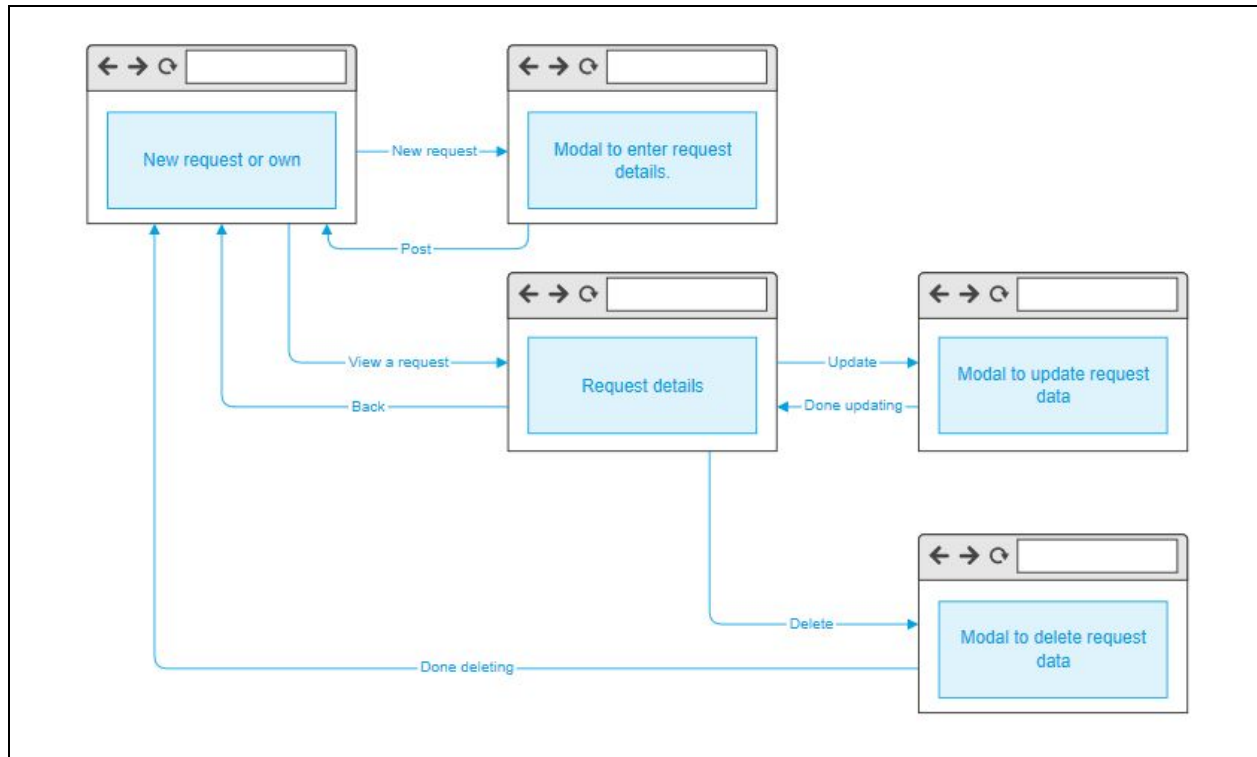 New request or own
New request
Modal to enter request
details.
Post
View a request
Back
Request details
Update
Done updating
Modal to update request
data
Delete
Done deleting
Modal to delete request
data